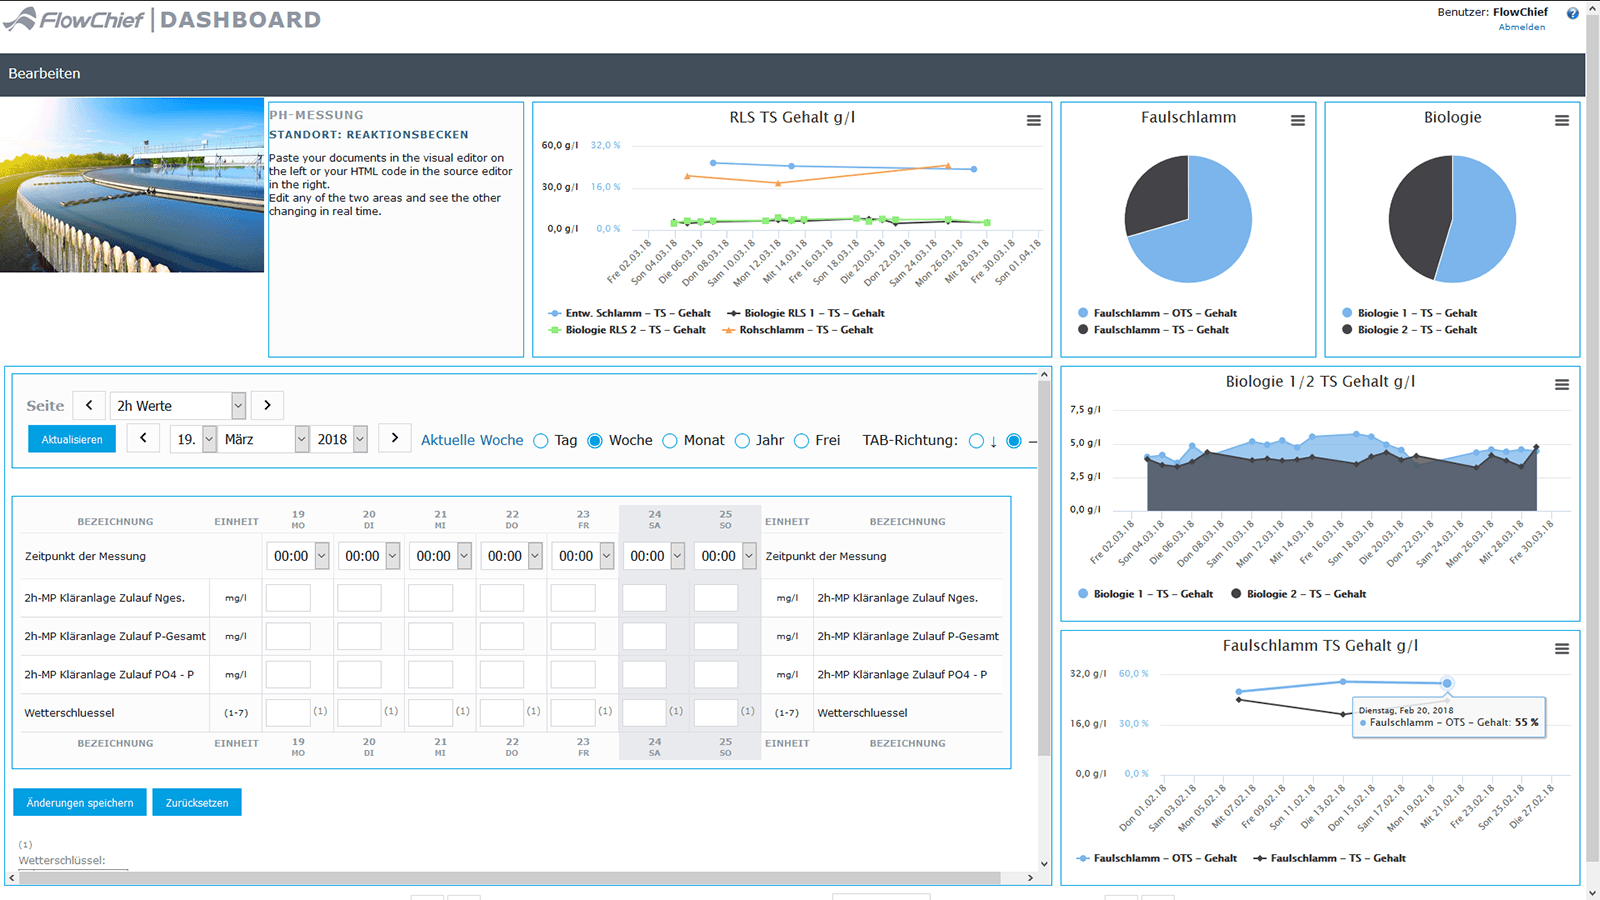 FlowChief | DASHBOARD
Benutzer: FlowChief
Abmelden
Bearbeiten
PH-MESSUNG
STANDORT: REAKTIONSBECKEN
Paste your documents in the visual editor on
the left or your HTML code in the source editor
in the right.
Edit any of the two areas and see the other
changing in real time.
RLS TS Gehalt g/l
60,0 g/l 32,0 %
30,0 g/l 16,0 %
0,0 g/l 0,0 %
Fre 02.03.18 Son 04.03.18 Die 06.03.18 Don 08.03.18 Sam 10.03.18 Mon 12.03.18 Mit 14.03.18 Fre 16.03.18 Son 18.03.18 Die 20.03.18 Don 22.03.18 Sam 24.03.18 Mon 26.03.18 Mit 28.03.18 Fre 30.03.18 Son 01.04.18
Entw. Schlamm – TS – Gehalt Biologie RLS 1 – TS – Gehalt
Biologie RLS 2 – TS – Gehalt Rohschlamm – TS – Gehalt
Faulschlamm
Faulschlamm – OTS – Gehalt
Faulschlamm – TS – Gehalt
Biologie
Biologie 1 – TS – Gehalt
Biologie 2 – TS – Gehalt
Seite 2h Werte
Aktualisieren 19. März 2018 Aktuelle Woche Tag Woche Monat Jahr Frei TAB-Richtung: ↓
BEZEICHNUNG EINHEIT 19 MO 20 DI 21 MI 22 DO 23 FR 24 SA 25 SO EINHEIT BEZEICHNUNG
Zeitpunkt der Messung 00:00 00:00 00:00 00:00 00:00 00:00 00:00 Zeitpunkt der Messung
2h-MP Kläranlage Zulauf Nges. mg/l mg/l 2h-MP Kläranlage Zulauf Nges.
2h-MP Kläranlage Zulauf P-Gesamt mg/l mg/l 2h-MP Kläranlage Zulauf P-Gesamt
2h-MP Kläranlage Zulauf PO4 - P mg/l mg/l 2h-MP Kläranlage Zulauf PO4 - P
Wetterschluessel (1-7) (1) (1) (1) (1) (1) (1) (1) (1-7) Wetterschluessel
BEZEICHNUNG EINHEIT 19 MO 20 DI 21 MI 22 DO 23 FR 24 SA 25 SO EINHEIT BEZEICHNUNG
Änderungen speichern Zurücksetzen
(1)
Wetterschlüssel:
Biologie 1/2 TS Gehalt g/l
7,5 g/l
5,0 g/l
2,5 g/l
0,0 g/l
Fre 02.03.18 Son 04.03.18 Die 06.03.18 Don 08.03.18 Sam 10.03.18 Mon 12.03.18 Mit 14.03.18 Fre 16.03.18 Son 18.03.18 Die 20.03.18 Don 22.03.18 Sam 24.03.18 Mon 26.03.18 Mit 28.03.18 Fre 30.03.18
Biologie 1 – TS – Gehalt Biologie 2 – TS – Gehalt
Faulschlamm TS Gehalt g/l
32,0 g/l 60,0 %
16,0 g/l 30,0 %
0,0 g/l 0,0 %
Dienstag, Feb 20, 2018
Faulschlamm – OTS – Gehalt: 55 %
Don 01.02.18 Sam 03.02.18 Mon 05.02.18 Mit 07.02.18 Fre 09.02.18 Son 11.02.18 Die 13.02.18 Don 15.02.18 Sam 17.02.18 Mon 19.02.18 Mit 21.02.18 Fre 23.02.18 Son 25.02.18 Die 27.02.18
Faulschlamm – OTS – Gehalt Faulschlamm – TS – Gehalt